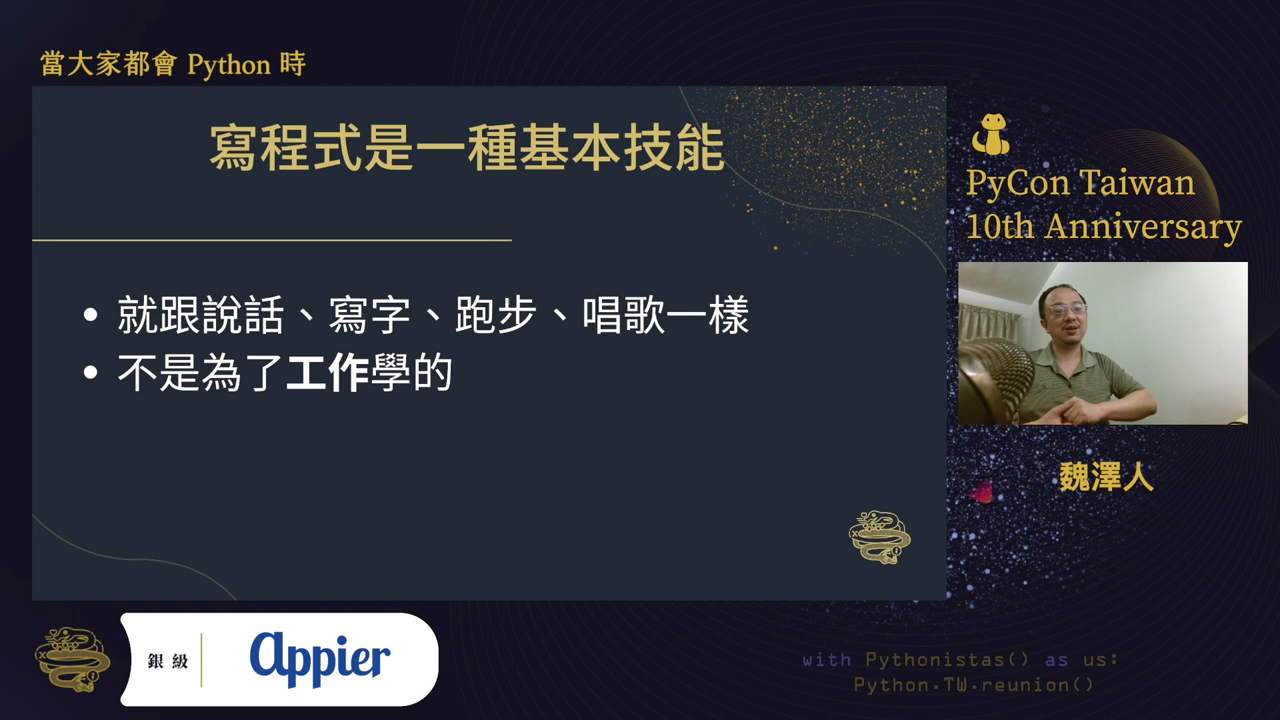 當大家都會 Python 時
寫程式是一種基本技能
• 就跟說話、寫字、跑步、唱歌一樣
• 不是為了工作學的
PyCon Taiwan
10th Anniversary
魏澤人
銀級
appier
with Pythonistas() as us:
Python.TW.reunion()